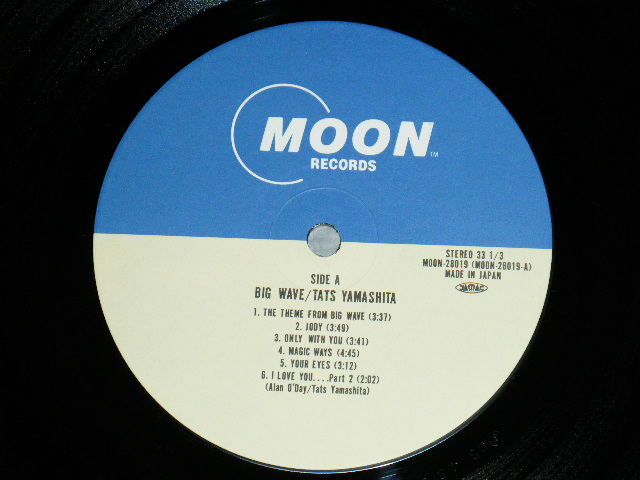 MOON
TM
RECORDS
STEREO 33 1/3
MOON-28019 (MOON-28019-A)
MADE IN JAPAN
SIDE A
BIG WAVE/TATS YAMASHITA
1. THE THEME FROM BIG WAVE (3:37)
2. JODY (3:49)
3. ONLY WITH YOU (3:41)
4. MAGIC WAYS (4:45)
5. YOUR EYES (3:12)
6. I LOVE YOU....Part 2 (2:02)
(Alan O'Day/Tats Yamashita)